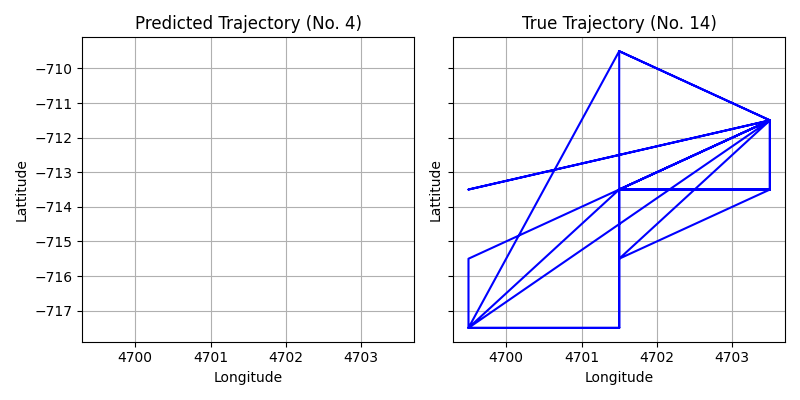 Predicted Trajectory (No. 4)
True Trajectory (No. 14)
−710
−711
−712
−713
−714
−715
−716
−717
Lattitude
Lattitude
4700 4701 4702 4703
4700 4701 4702 4703
Longitude
Longitude